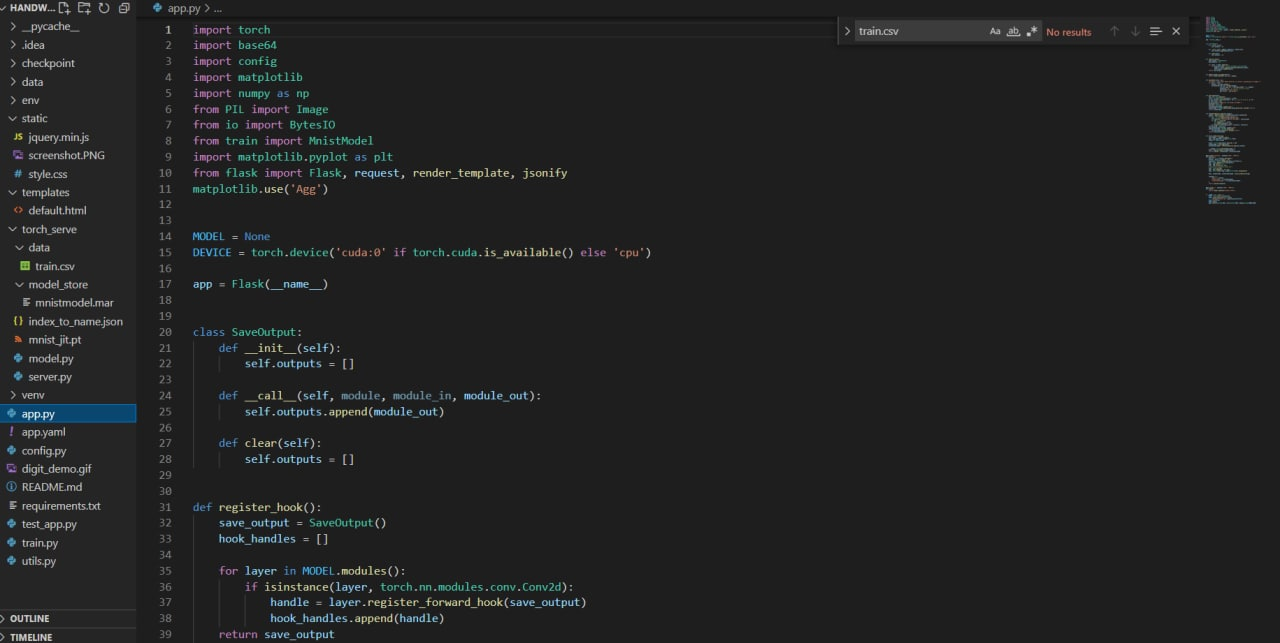 HANDW...
__pycache__
.idea
checkpoint
data
env
static
JS jquery.min.js
screenshot.PNG
# style.css
templates
<> default.html
torch_serve
data
train.csv
model_store
mnistmodel.mar
{} index_to_name.json
mnist_jit.pt
model.py
server.py
venv
app.py
! app.yaml
config.py
digit_demo.gif
README.md
requirements.txt
test_app.py
train.py
utils.py
OUTLINE
TIMELINE
app.py > ...
train.csv Aa ab .* No results
1 import torch
2 import base64
3 import config
4 import matplotlib
5 import numpy as np
6 from PIL import Image
7 from io import BytesIO
8 from train import MnistModel
9 import matplotlib.pyplot as plt
10 from flask import Flask, request, render_template, jsonify
11 matplotlib.use('Agg')
12
13
14 MODEL = None
15 DEVICE = torch.device('cuda:0' if torch.cuda.is_available() else 'cpu')
16
17 app = Flask(__name__)
18
19
20 class SaveOutput:
21     def __init__(self):
22         self.outputs = []
23
24     def __call__(self, module, module_in, module_out):
25         self.outputs.append(module_out)
26
27     def clear(self):
28         self.outputs = []
29
30
31 def register_hook():
32     save_output = SaveOutput()
33     hook_handles = []
34
35     for layer in MODEL.modules():
36         if isinstance(layer, torch.nn.modules.conv.Conv2d):
37             handle = layer.register_forward_hook(save_output)
38             hook_handles.append(handle)
39     return save_output